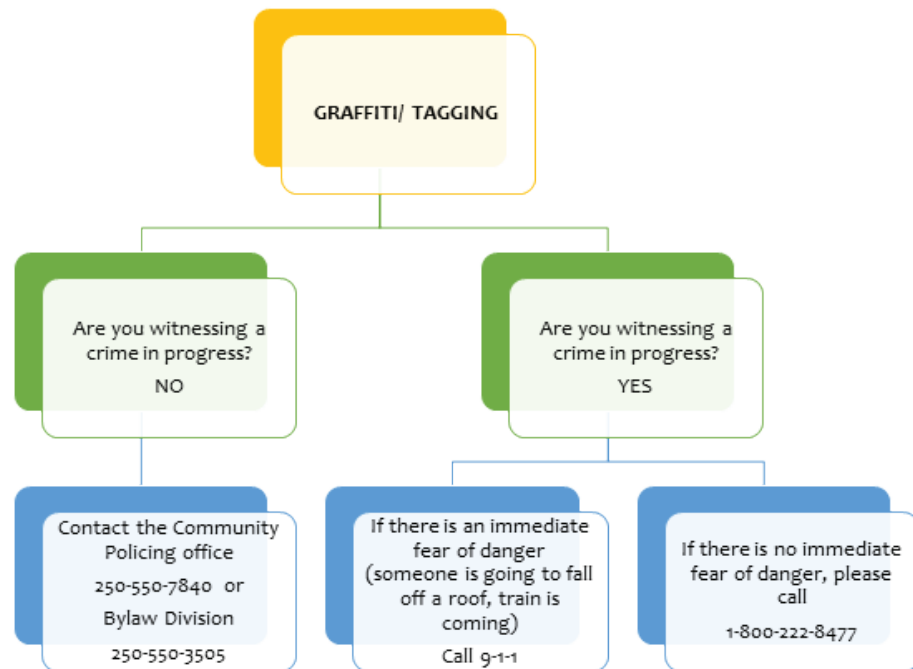 GRAFFITI/ TAGGING
Are you witnessing a
crime in progress?
NO
Are you witnessing a
crime in progress?
YES
Contact the Community
Policing office
250-550-7840 or
Bylaw Division
250-550-3505
If there is an immediate
fear of danger
(someone is going to fall
off a roof, train is
coming)
Call 9-1-1
If there is no immediate
fear of danger, please
call
1-800-222-8477